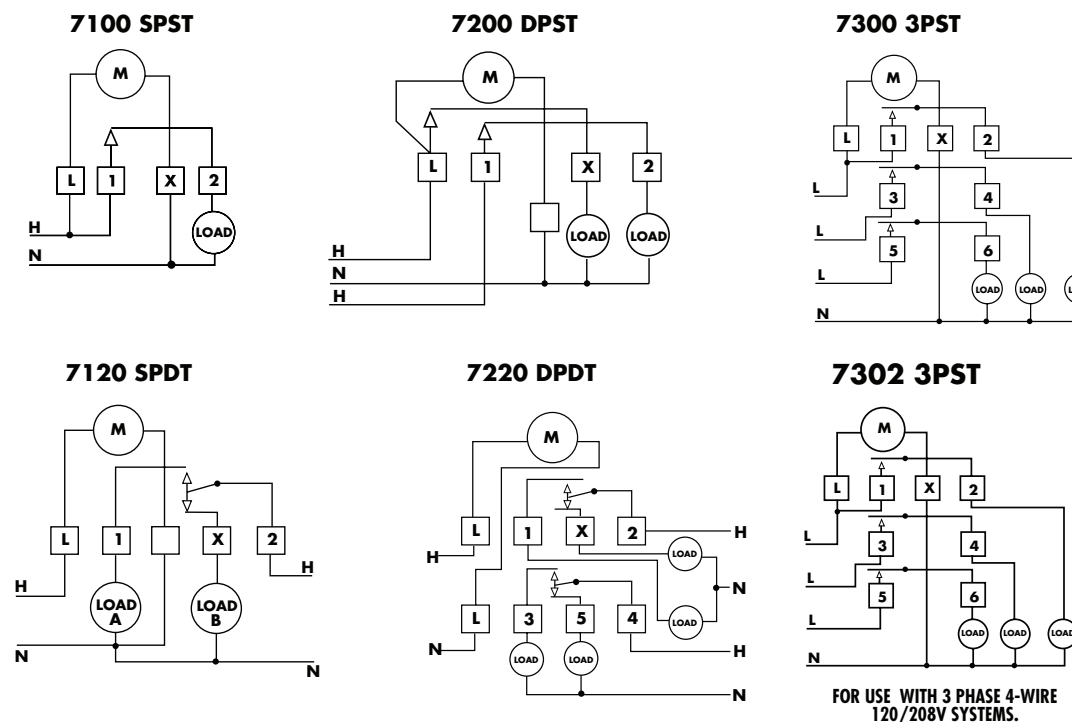 7100 SPST
M
L 1 X 2
H
LOAD
N
7200 DPST
M
L 1 X 2
LOAD LOAD
H
N
H
7300 3PST
M
L 1 X 2
L
3 4
L
5 6
L
LOAD LOAD
N
7120 SPDT
M
L 1 X 2
H H
LOAD A LOAD B
N N
7220 DPDT
M
L 1 X 2 H
H LOAD
N
LOAD
L 3 5 4
N H
LOAD LOAD
N
7302 3PST
M
L 1 X 2
L
3 4
L
5 6
L
LOAD LOAD LOAD
N
FOR USE WITH 3 PHASE 4-WIRE
120/208V SYSTEMS.